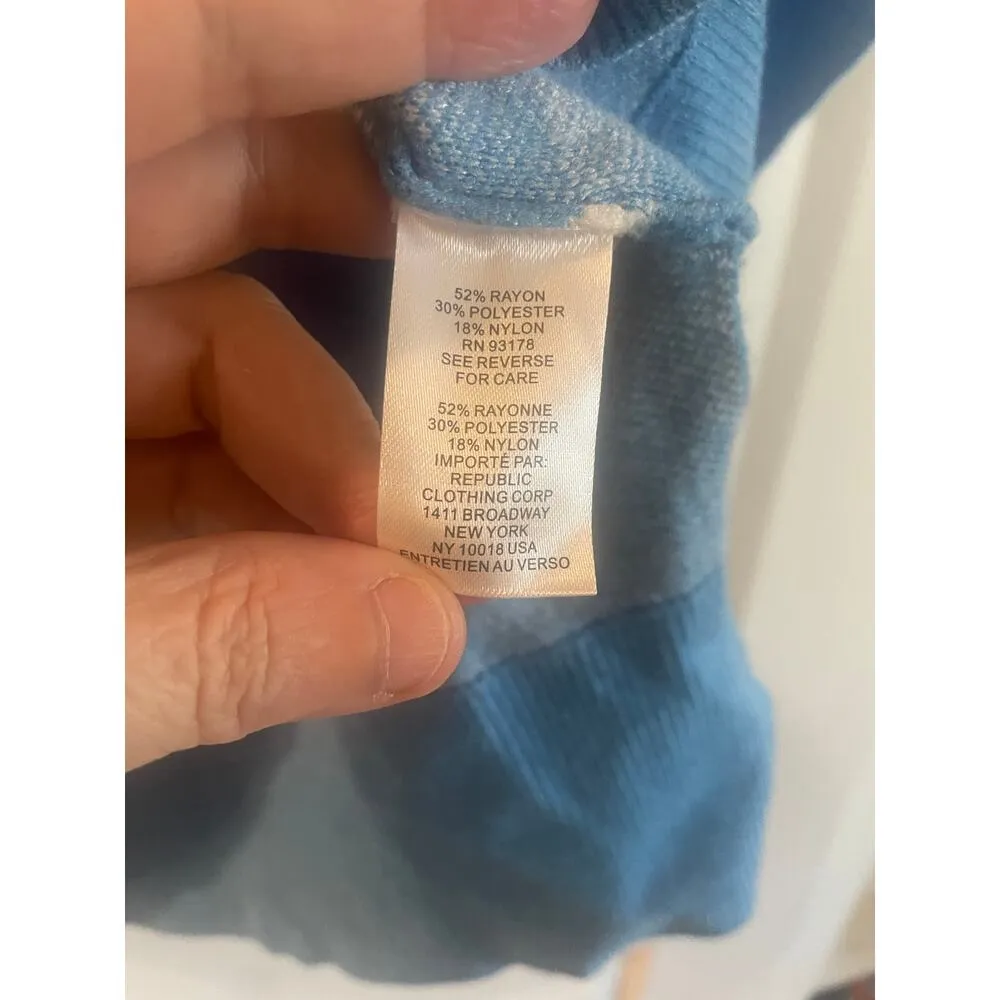 52% RAYON
30% POLYESTER
18% NYLON
RN 93178
SEE REVERSE
FOR CARE
52% RAYONNE
30% POLYESTER
18% NYLON
IMPORTÉ PAR:
REPUBLIC
CLOTHING CORP
1411 BROADWAY
NEW YORK
NY 10018 USA
ENTRETIEN AU VERSO